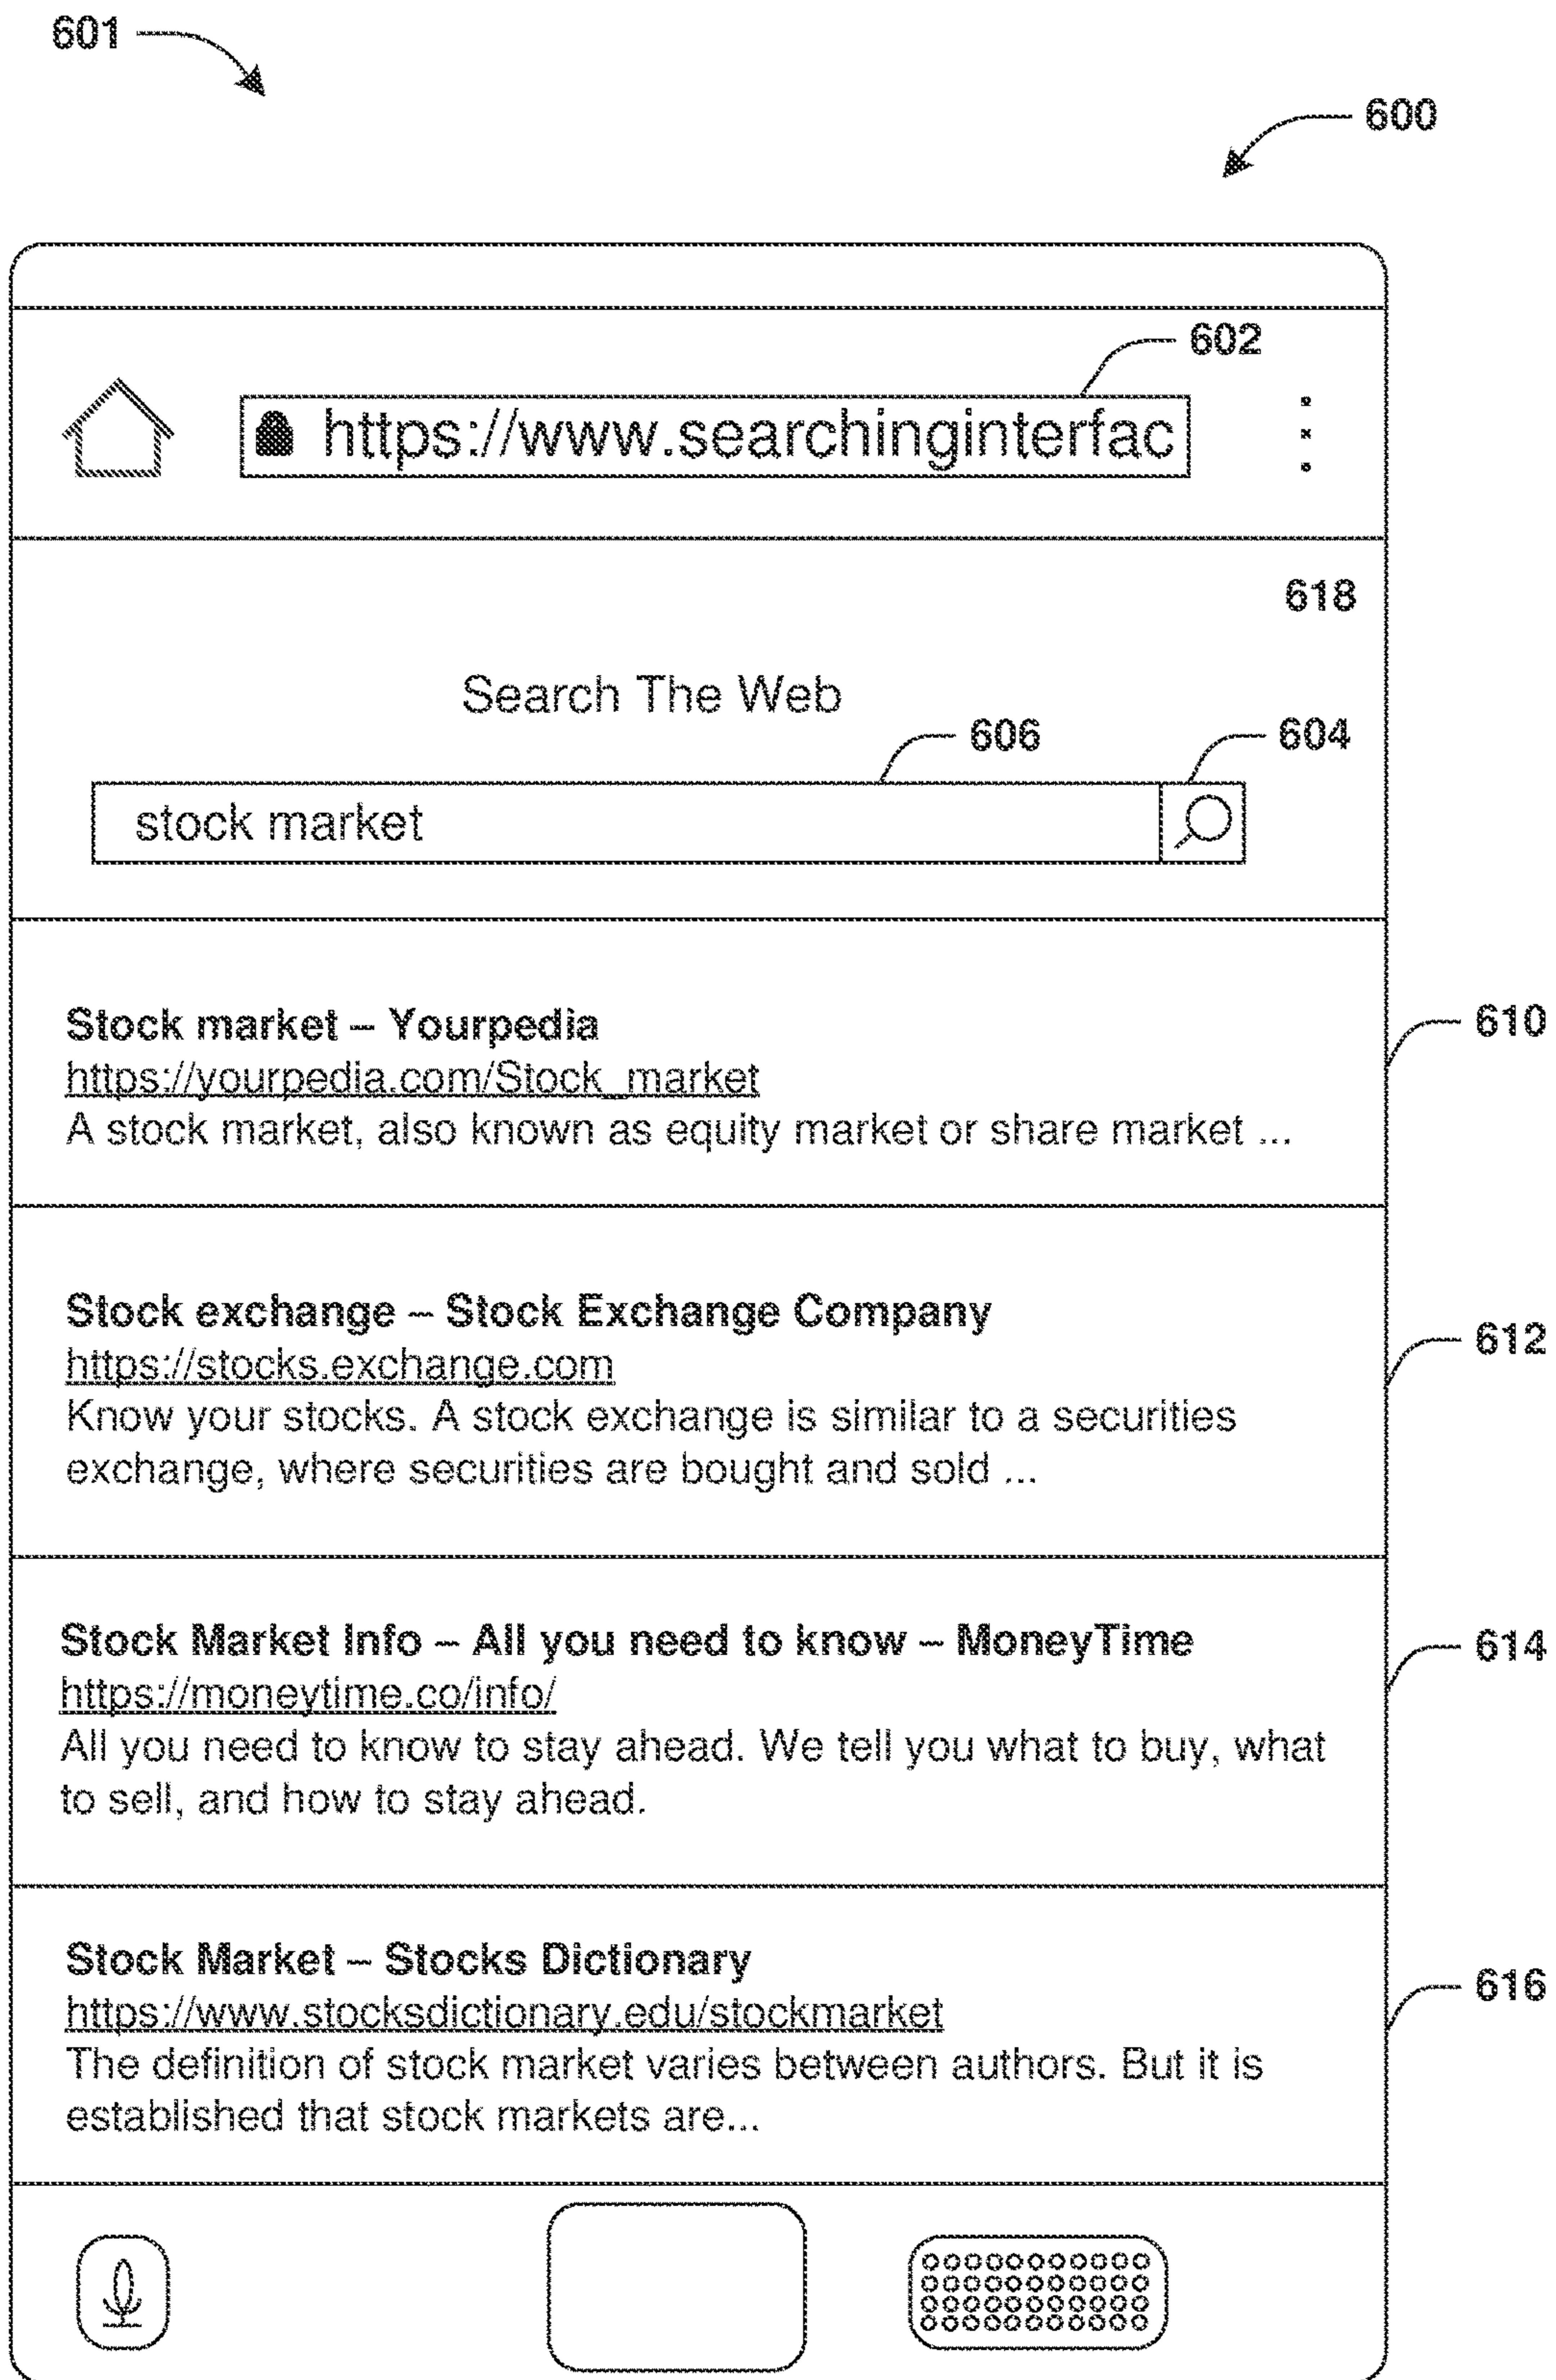 601
600
602
https://www.searchinginterfac
618
Search The Web
606
604
stock market
Stock market – Yourpedia
610
https://yourpedia.com/Stock_market
A stock market, also known as equity market or share market ...
Stock exchange – Stock Exchange Company
612
https://stocks.exchange.com
Know your stocks. A stock exchange is similar to a securities
exchange, where securities are bought and sold ...
Stock Market Info – All you need to know – MoneyTime
614
https://moneytime.co/info/
All you need to know to stay ahead. We tell you what to buy, what
to sell, and how to stay ahead.
Stock Market – Stocks Dictionary
616
https://www.stocksdictionary.edu/stockmarket
The definition of stock market varies between authors. But it is
established that stock markets are...